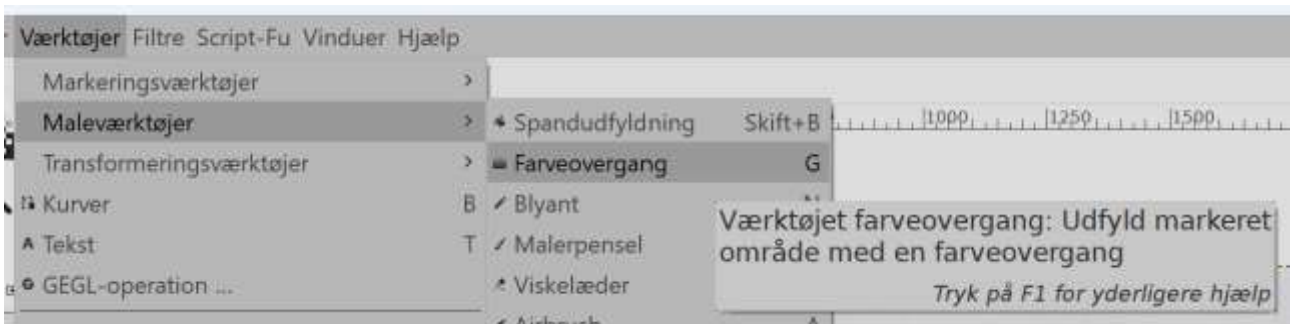 Værktøjer Filtre Script-Fu Vinduer Hjælp
Markeringsværktøjer
Maleværktøjer
Transformeringsværktøjer
Kurver B
Tekst T
GEGL-operation ...
Spandudfyldning Skift+B
Farveovergang G
Blyant N
Malerpensel
Viskelæder
Airbrush A
1000 1250 1500
Værktøjet farveovergang: Udfyld markeret
område med en farveovergang
Tryk på F1 for yderligere hjælp